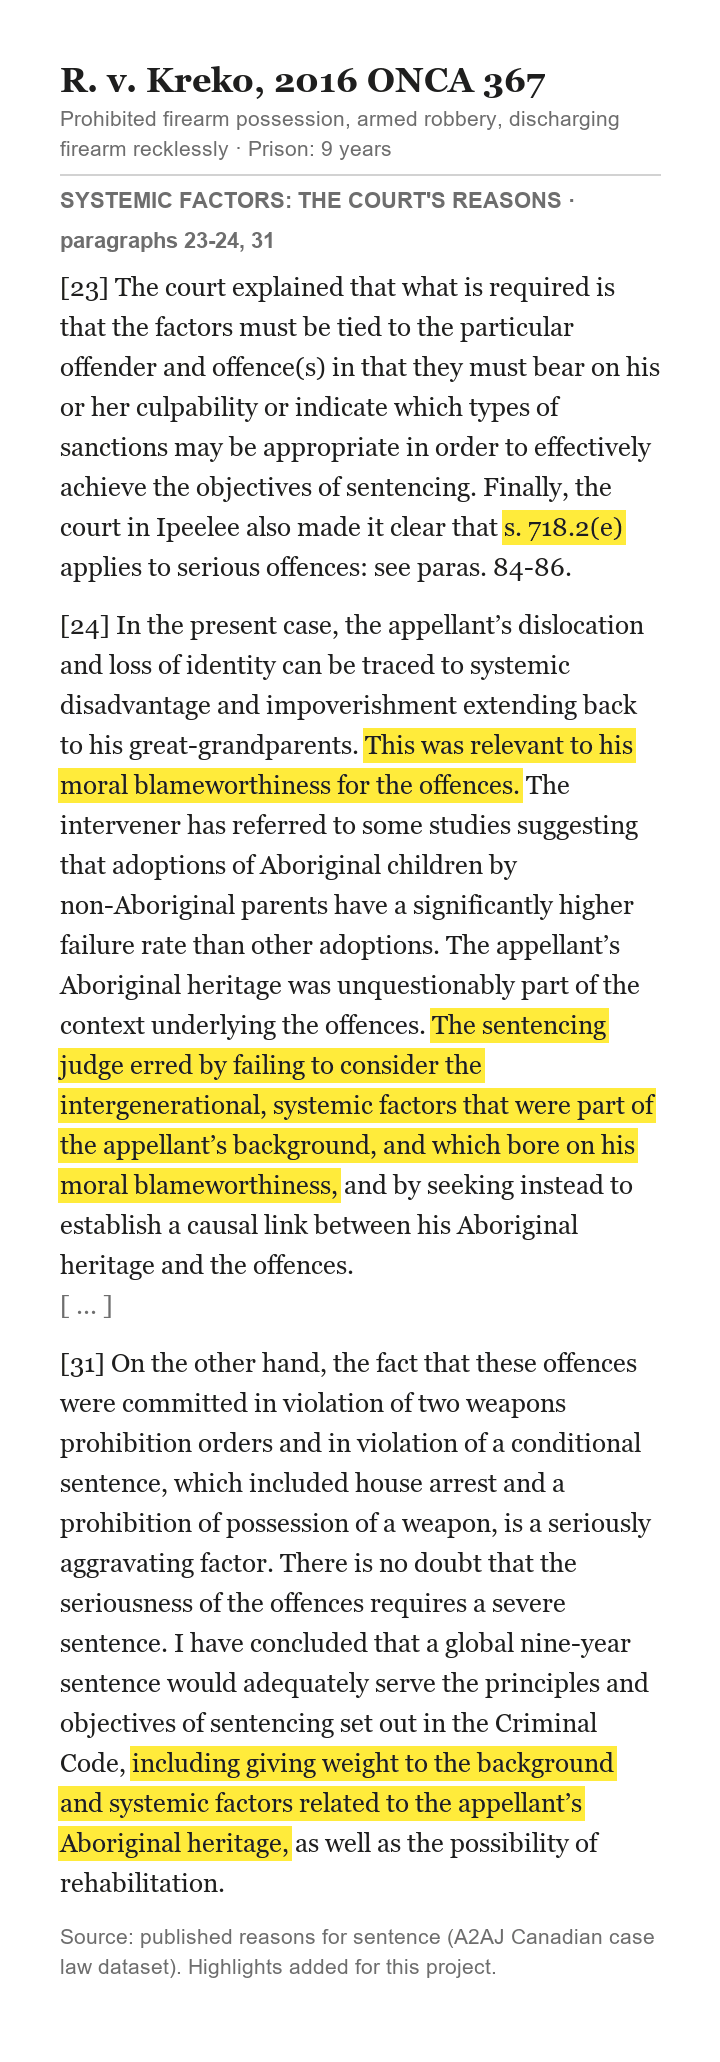 R. v. Kreko, 2016 ONCA 367
Prohibited firearm possession, armed robbery, discharging
firearm recklessly · Prison: 9 years
SYSTEMIC FACTORS: THE COURT'S REASONS ·
paragraphs 23-24, 31
[23] The court explained that what is required is
that the factors must be tied to the particular
offender and offence(s) in that they must bear on his
or her culpability or indicate which types of
sanctions may be appropriate in order to effectively
achieve the objectives of sentencing. Finally, the
court in Ipeelee also made it clear that s. 718.2(e)
applies to serious offences: see paras. 84-86.
[24] In the present case, the appellant’s dislocation
and loss of identity can be traced to systemic
disadvantage and impoverishment extending back
to his great-grandparents. This was relevant to his
moral blameworthiness for the offences. The
intervener has referred to some studies suggesting
that adoptions of Aboriginal children by
non-Aboriginal parents have a significantly higher
failure rate than other adoptions. The appellant’s
Aboriginal heritage was unquestionably part of the
context underlying the offences. The sentencing
judge erred by failing to consider the
intergenerational, systemic factors that were part of
the appellant’s background, and which bore on his
moral blameworthiness, and by seeking instead to
establish a causal link between his Aboriginal
heritage and the offences.
[ ... ]
[31] On the other hand, the fact that these offences
were committed in violation of two weapons
prohibition orders and in violation of a conditional
sentence, which included house arrest and a
prohibition of possession of a weapon, is a seriously
aggravating factor. There is no doubt that the
seriousness of the offences requires a severe
sentence. I have concluded that a global nine-year
sentence would adequately serve the principles and
objectives of sentencing set out in the Criminal
Code, including giving weight to the background
and systemic factors related to the appellant’s
Aboriginal heritage, as well as the possibility of
rehabilitation.
Source: published reasons for sentence (A2AJ Canadian case
law dataset). Highlights added for this project.